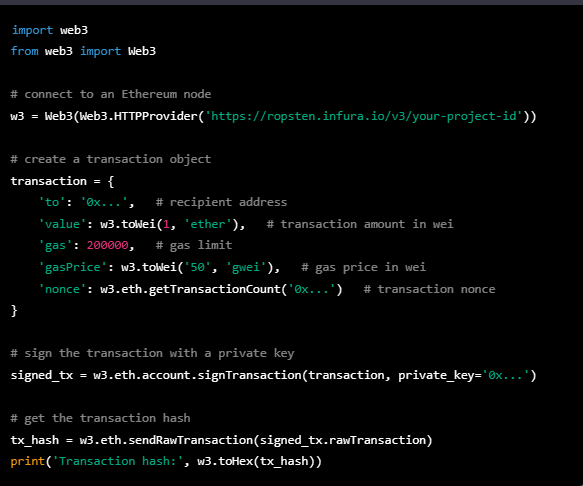 import web3
from web3 import Web3
# connect to an Ethereum node
w3 = Web3(Web3.HTTPProvider('https://ropsten.infura.io/v3/your-project-id'))
# create a transaction object
transaction = {
    'to': '0x...',   # recipient address
    'value': w3.toWei(1, 'ether'),   # transaction amount in wei
    'gas': 200000,   # gas limit
    'gasPrice': w3.toWei('50', 'gwei'),   # gas price in wei
    'nonce': w3.eth.getTransactionCount('0x...')   # transaction nonce
}
# sign the transaction with a private key
signed_tx = w3.eth.account.signTransaction(transaction, private_key='0x...')
# get the transaction hash
tx_hash = w3.eth.sendRawTransaction(signed_tx.rawTransaction)
print('Transaction hash:', w3.toHex(tx_hash))